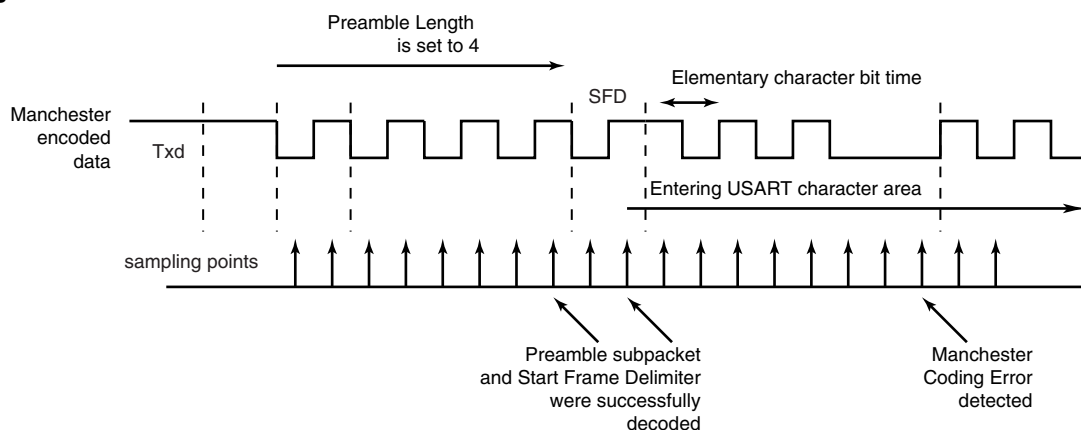 Preamble Length
is set to 4
Elementary character bit time
SFD
Manchester
encoded
data
Txd
Entering USART character area
sampling points
Preamble subpacket
and Start Frame Delimiter
were successfully
decoded
Manchester
Coding Error
detected